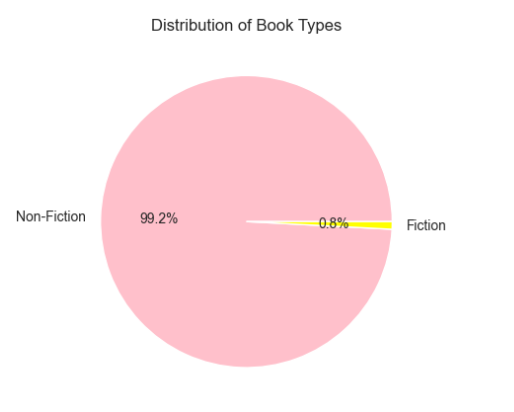 Distribution of Book Types
Non-Fiction
99.2%
0.8%
Fiction